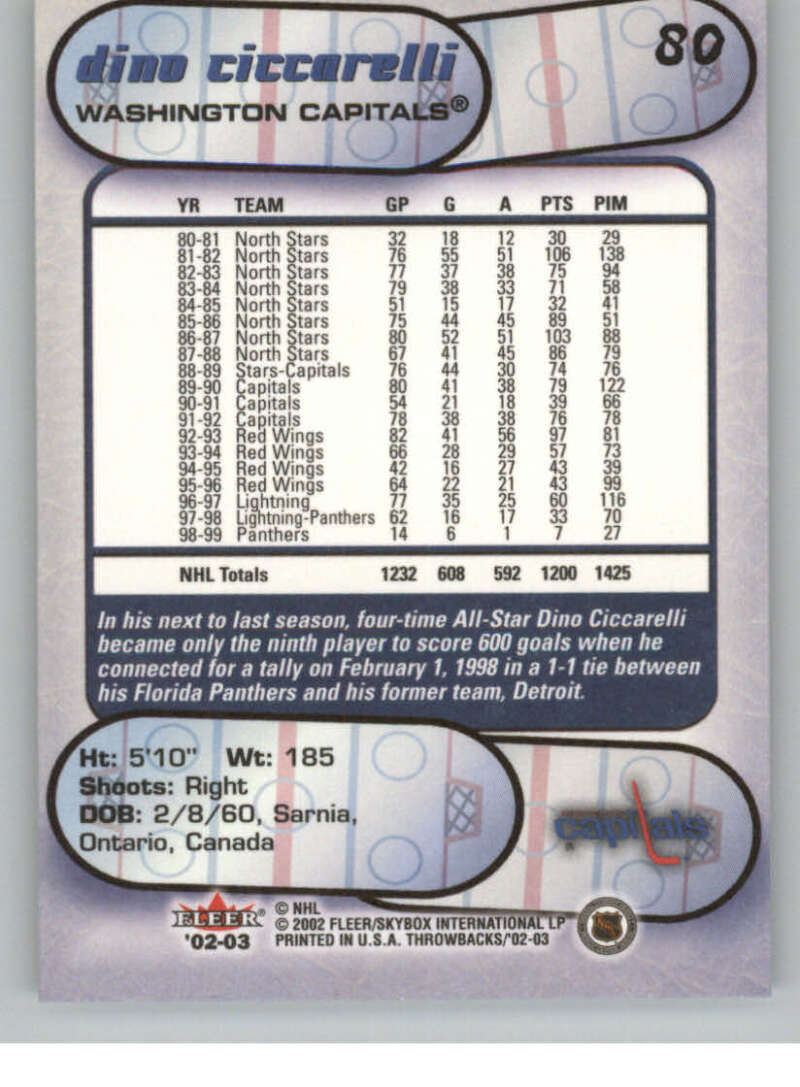 dino ciccarelli
80
WASHINGTON CAPITALS®
YR TEAM GP G A PTS PIM
80-81 North Stars 32 18 12 30 29
81-82 North Stars 76 55 51 106 138
82-83 North Stars 77 37 38 75 94
83-84 North Stars 79 38 33 71 58
84-85 North Stars 51 15 17 32 41
85-86 North Stars 75 44 45 89 51
86-87 North Stars 80 52 51 103 88
87-88 North Stars 67 41 45 86 79
88-89 Stars-Capitals 76 44 30 74 76
89-90 Capitals 80 41 38 79 122
90-91 Capitals 54 21 18 39 66
91-92 Capitals 78 38 38 76 78
92-93 Red Wings 82 41 56 97 81
93-94 Red Wings 66 28 29 57 73
94-95 Red Wings 42 16 27 43 39
95-96 Red Wings 64 22 21 43 99
96-97 Lightning 77 35 25 60 116
97-98 Lightning-Panthers 62 16 17 33 70
98-99 Panthers 14 6 1 7 27
NHL Totals 1232 608 592 1200 1425
In his next to last season, four-time All-Star Dino Ciccarelli
became only the ninth player to score 600 goals when he
connected for a tally on February 1, 1998 in a 1-1 tie between
his Florida Panthers and his former team, Detroit.
Ht: 5'10" Wt: 185
Shoots: Right
DOB: 2/8/60, Sarnia,
Ontario, Canada
capitals
FLEER®
'02-03
© NHL
© 2002 FLEER/SKYBOX INTERNATIONAL LP
PRINTED IN U.S.A. THROWBACKS/'02-03